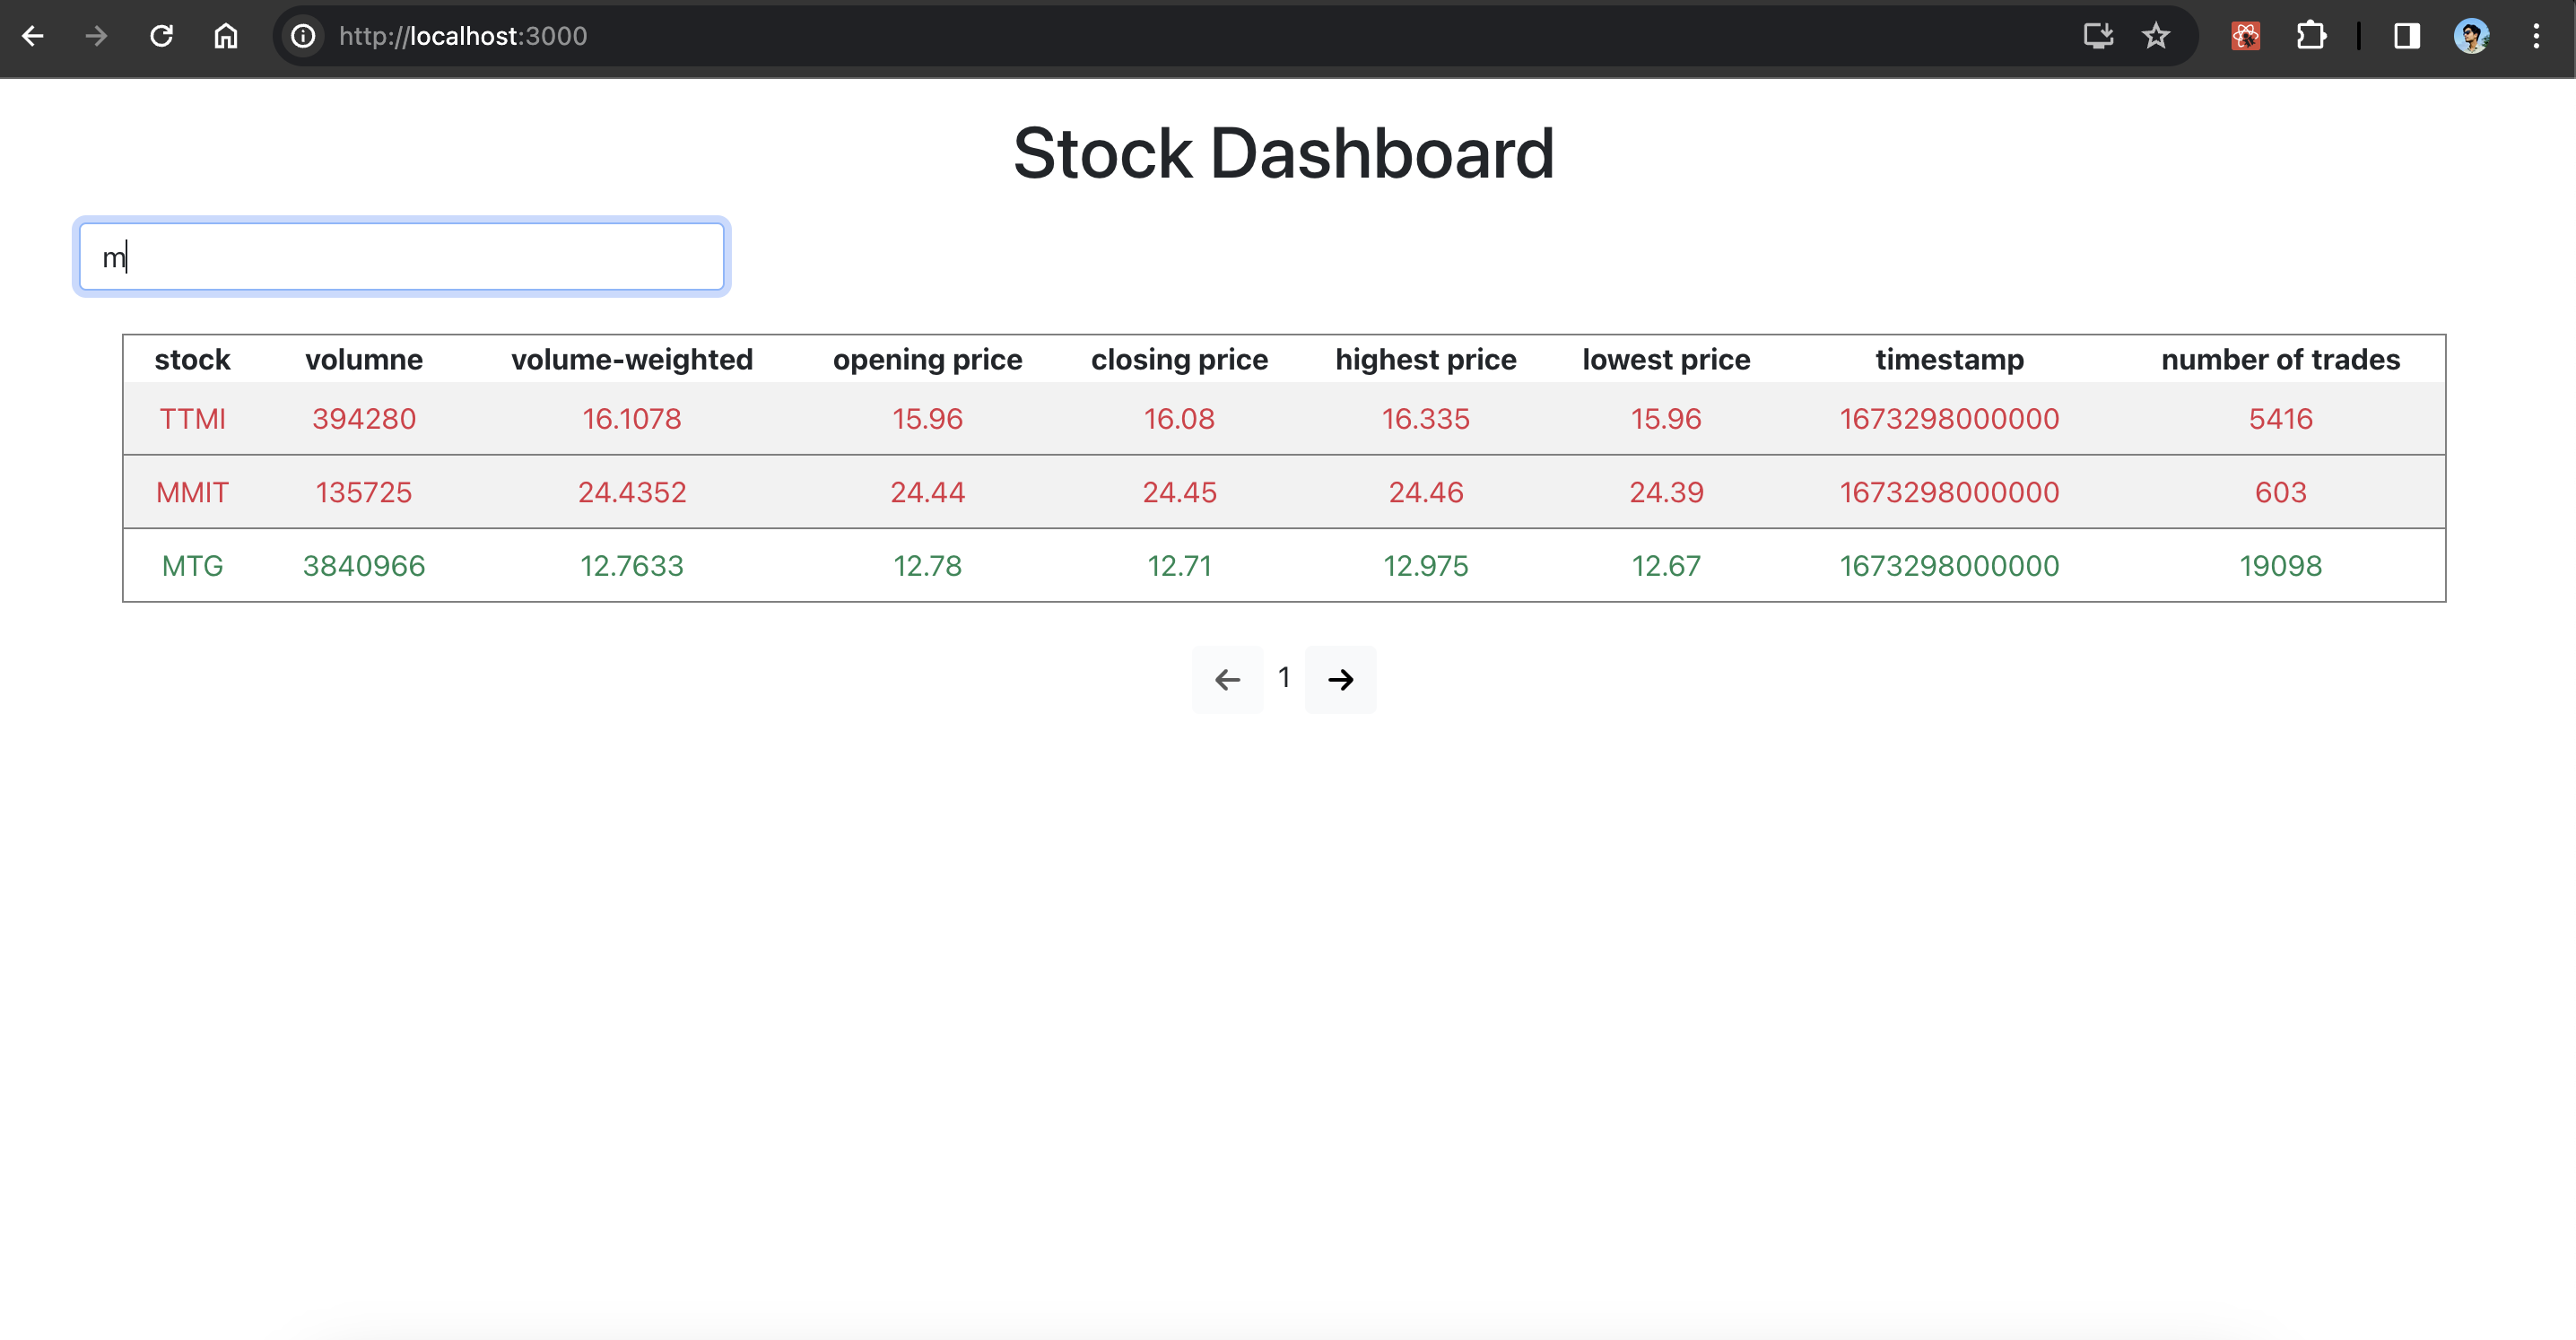 http://localhost:3000
Stock Dashboard
m
stock volumne volume-weighted opening price closing price highest price lowest price timestamp number of trades
TTMI 394280 16.1078 15.96 16.08 16.335 15.96 1673298000000 5416
MMIT 135725 24.4352 24.44 24.45 24.46 24.39 1673298000000 603
MTG 3840966 12.7633 12.78 12.71 12.975 12.67 1673298000000 19098
1